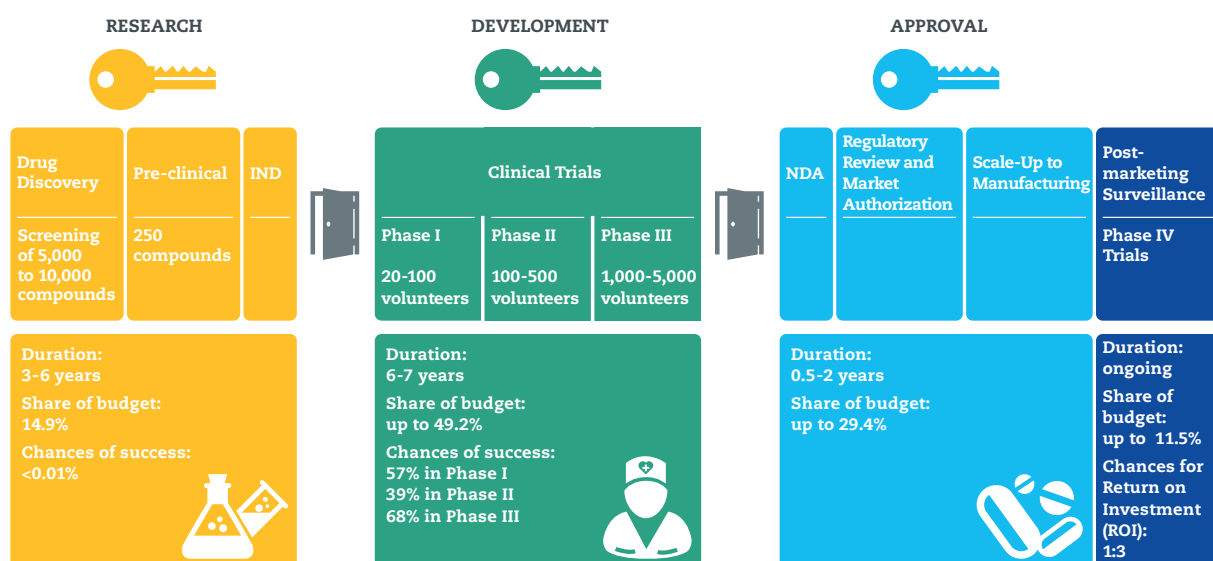 RESEARCH
Drug
Discovery
Screening
of 5,000
to 10,000
compounds
Pre-clinical
250
compounds
IND
Duration:
3-6 years
Share of budget:
14.9%
Chances of success:
<0.01%
DEVELOPMENT
Clinical Trials
Phase I
20-100
volunteers
Phase II
100-500
volunteers
Phase III
1,000-5,000
volunteers
Duration:
6-7 years
Share of budget:
up to 49.2%
Chances of success:
57% in Phase I
39% in Phase II
68% in Phase III
APPROVAL
NDA
Regulatory
Review and
Market
Authorization
Scale-Up to
Manufacturing
Post-
marketing
Surveillance
Phase IV
Trials
Duration:
0.5-2 years
Share of budget:
up to 29.4%
Duration:
ongoing
Share of
budget:
up to 11.5%
Chances for
Return on
Investment
(ROI):
1:3